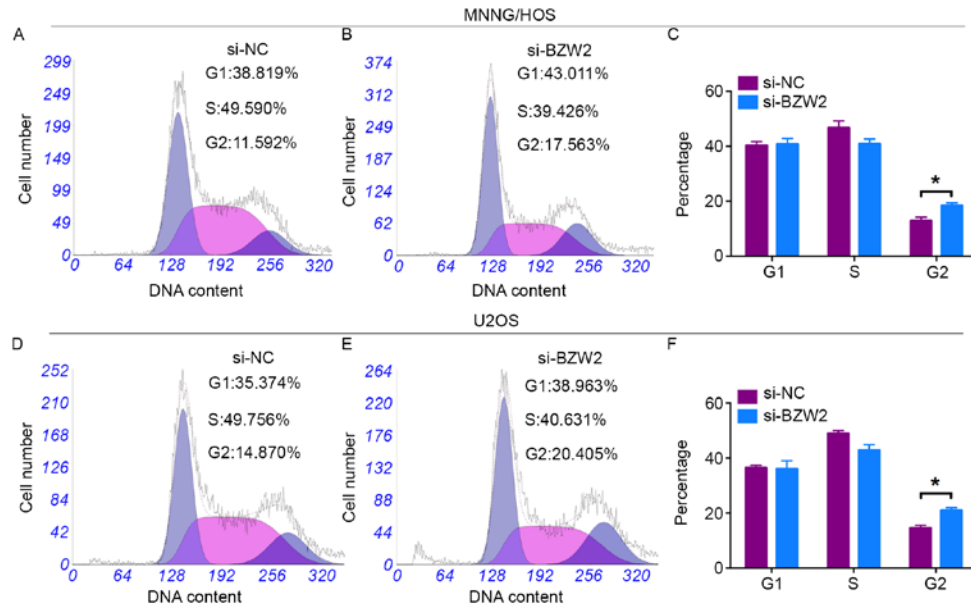 MNNG/HOS
A
si-NC
G1:38.819%
S:49.590%
G2:11.592%
299
249
199
149
99
49
0
Cell number
0 64 128 192 256 320
DNA content
B
si-BZW2
G1:43.011%
S:39.426%
G2:17.563%
374
312
249
187
124
62
0
Cell number
0 64 128 192 256 320
DNA content
C
si-NC
si-BZW2
60
40
20
0
Percentage
*
G1 S G2
U2OS
D
si-NC
G1:35.374%
S:49.756%
G2:14.870%
252
210
168
126
84
42
0
Cell number
0 64 128 192 256 320
DNA content
E
si-BZW2
G1:38.963%
S:40.631%
G2:20.405%
264
220
176
132
88
44
0
Cell number
0 64 128 192 256 320
DNA content
F
si-NC
si-BZW2
60
40
20
0
Percentage
*
G1 S G2